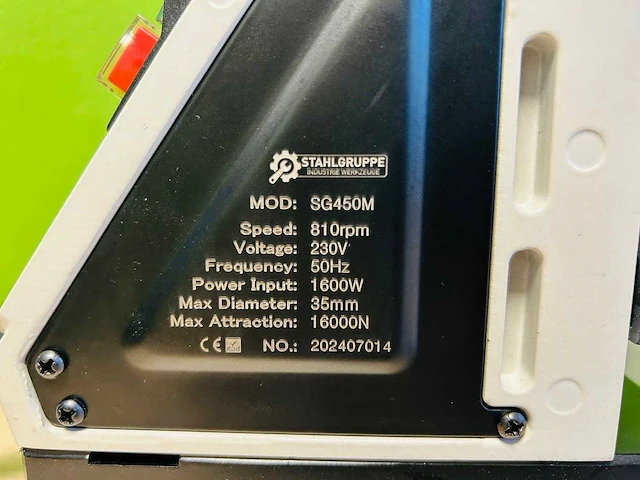 STAHLGRUPPE
INDUSTRIE WERKZEUGE
MOD: SG450M
Speed: 810rpm
Voltage: 230V
Frequency: 50Hz
Power Input: 1600W
Max Diameter: 35mm
Max Attraction: 16000N
CE NO.: 202407014